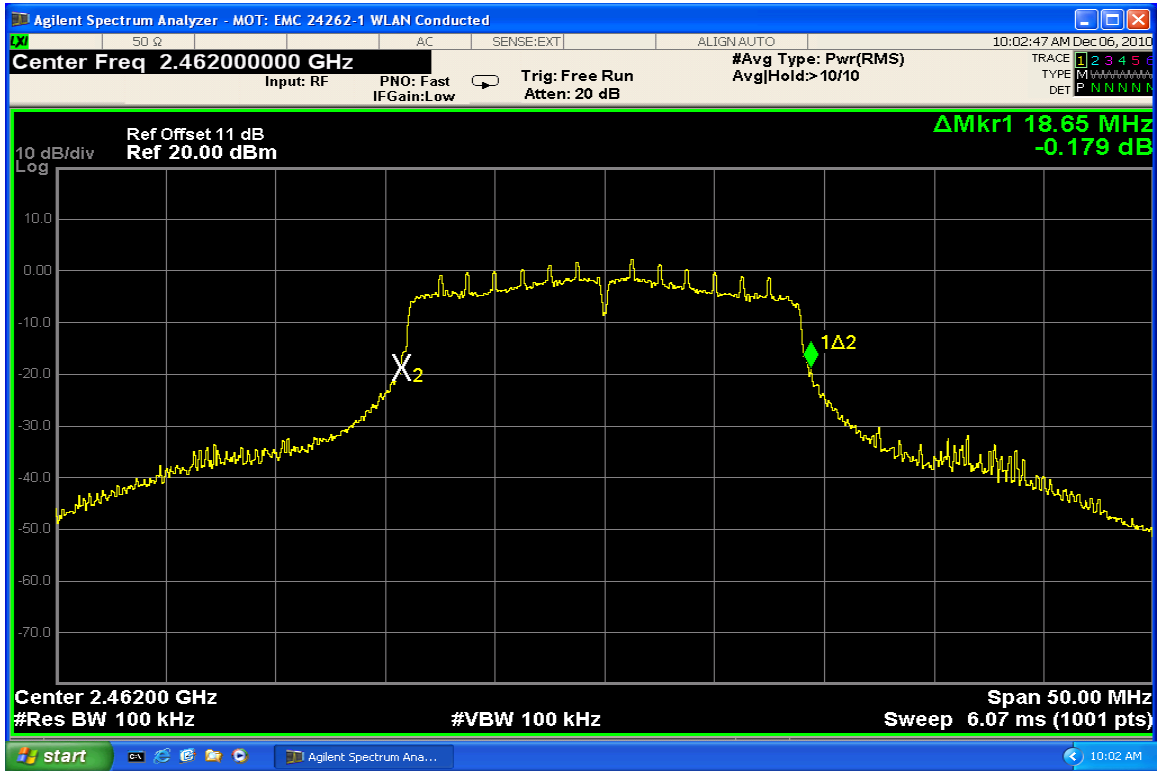 Agilent Spectrum Analyzer - MOT: EMC 24262-1 WLAN Conducted
LXI 50 Ω AC SENSE:EXT ALIGN AUTO 10:02:47 AM Dec 06, 2010
Center Freq 2.462000000 GHz
Input: RF PNO: Fast
IFGain:Low
Trig: Free Run
Atten: 20 dB
#Avg Type: Pwr(RMS)
Avg|Hold:>10/10
TRACE 1 2 3 4 5 6
TYPE M
DET P N N N N N
ΔMkr1 18.65 MHz
-0.179 dB
Ref Offset 11 dB
10 dB/div Ref 20.00 dBm
Log
10.0
0.00
-10.0
1Δ2
-20.0
2
-30.0
-40.0
-50.0
-60.0
-70.0
Center 2.46200 GHz Span 50.00 MHz
#Res BW 100 kHz #VBW 100 kHz Sweep 6.07 ms (1001 pts)
start Agilent Spectrum Ana... 10:02 AM